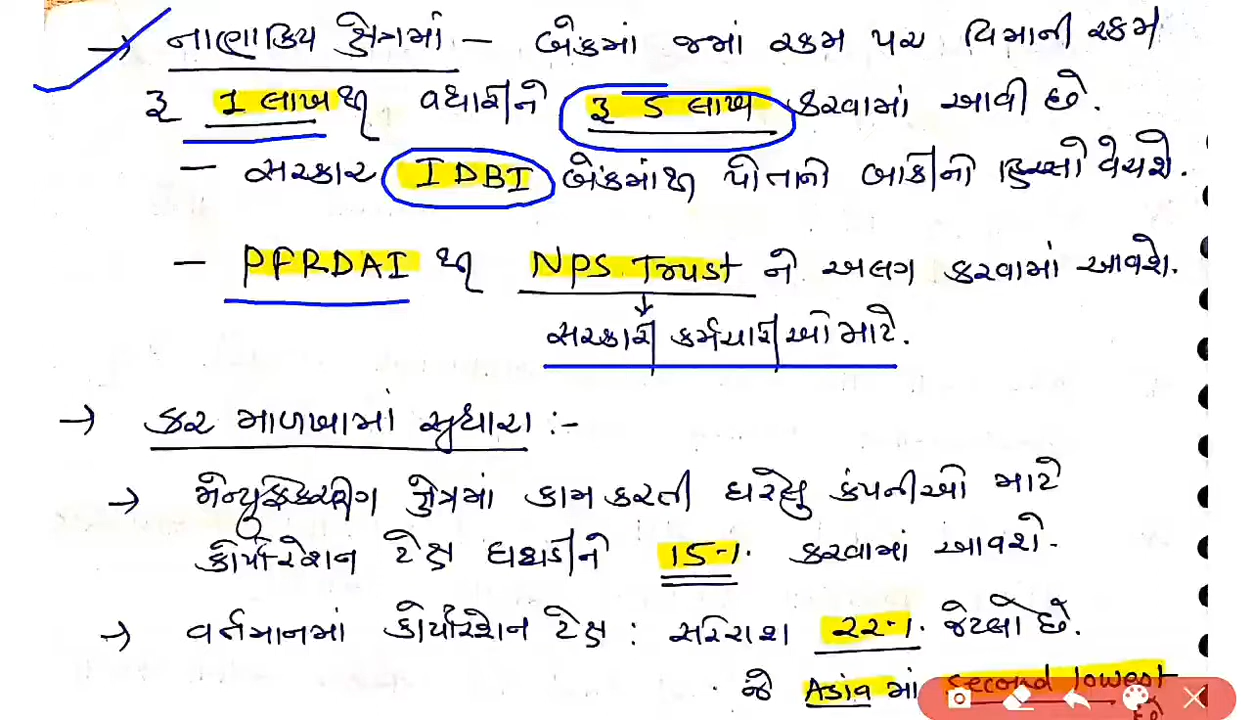 → નાણાકિય ક્ષેત્રમાં – બેંકમાં જમાં રકમ પર વિમાની રકમ
રૂ 1 લાખથી વધારીને રૂ 5 લાખ કરવામાં આવી છે.
– સરકાર IDBI બેંકમાંથી પોતાનો બાકીનો હિસ્સો વેચશે.
– PFRDAI થી NPS Trust ને અલગ કરવામાં આવશે.
↓
સરકારી કર્મચારીઓ માટે.
→ કર માળખામાં સુધારા :-
→ મેન્યુફેક્ચરીંગ ક્ષેત્રમાં કામ કરતી ઘરેલુ કંપનીઓ માટે
કોર્પોરેશન ટેક્ષ ઘટાડીને 15-1. કરવામાં આવશે.
→ વર્તમાનમાં કોર્પોરેશન ટેક્ષ : સરેરાશ 22-1. જેટલો છે.
જે Asia માં second lowest
છે